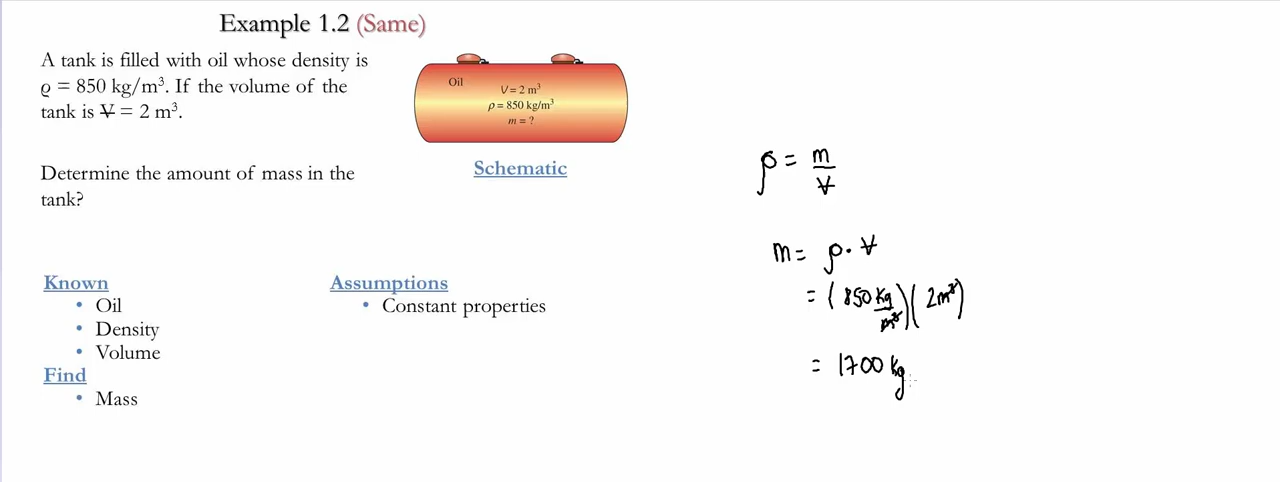 Example 1.2 (Same)
A tank is filled with oil whose density is
ϱ = 850 kg/m³. If the volume of the
tank is V̶ = 2 m³.
Determine the amount of mass in the
tank?
Oil
V = 2 m³
ρ = 850 kg/m³
m = ?
Schematic
Known
• Oil
• Density
• Volume
Find
• Mass
Assumptions
• Constant properties
ρ = m/V̶
m = ρ · V̶
= (850 kg/m³)(2m³)
= 1700 kg